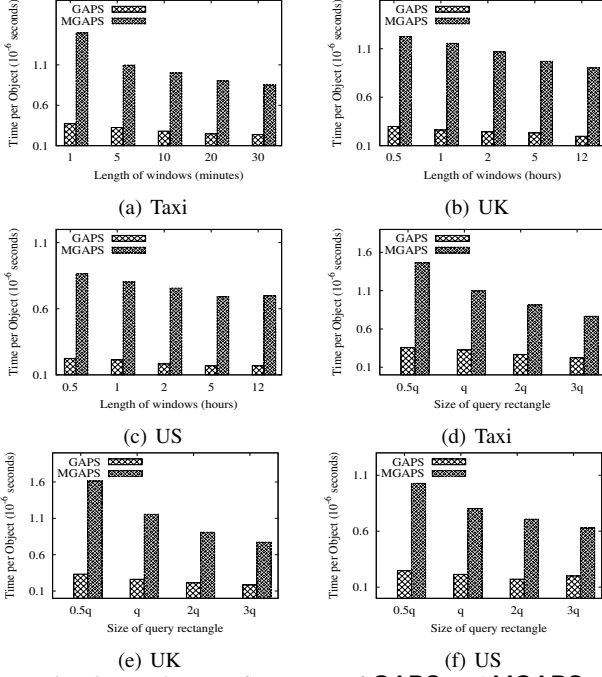 GAPS
MGAPS
Time per Object (10-6 seconds)
1.1
0.6
0.1
1 5 10 20 30
Length of windows (minutes)
(a) Taxi
GAPS
MGAPS
Time per Object (10-6 seconds)
1.1
0.6
0.1
0.5 1 2 5 12
Length of windows (hours)
(b) UK
GAPS
MGAPS
Time per Object (10-6 seconds)
1.1
0.6
0.1
0.5 1 2 5 12
Length of windows (hours)
(c) US
GAPS
MGAPS
Time per Object (10-6 seconds)
1.6
1.1
0.6
0.1
0.5q q 2q 3q
Size of query rectangle
(d) Taxi
GAPS
MGAPS
Time per Object (10-6 seconds)
1.6
1.1
0.6
0.1
0.5q q 2q 3q
Size of query rectangle
(e) UK
GAPS
MGAPS
Time per Object (10-6 seconds)
1.1
0.6
0.1
0.5q q 2q 3q
Size of query rectangle
(f) US